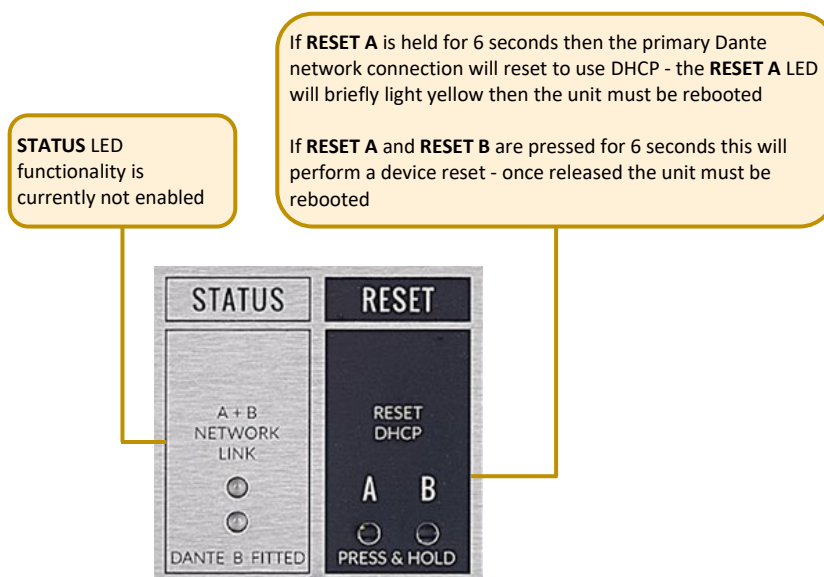 If RESET A is held for 6 seconds then the primary Dante
network connection will reset to use DHCP - the RESET A LED
will briefly light yellow then the unit must be rebooted
If RESET A and RESET B are pressed for 6 seconds this will
perform a device reset - once released the unit must be
rebooted
STATUS LED
functionality is
currently not enabled
STATUS
A + B
NETWORK
LINK
DANTE B FITTED
RESET
RESET
DHCP
A B
PRESS & HOLD